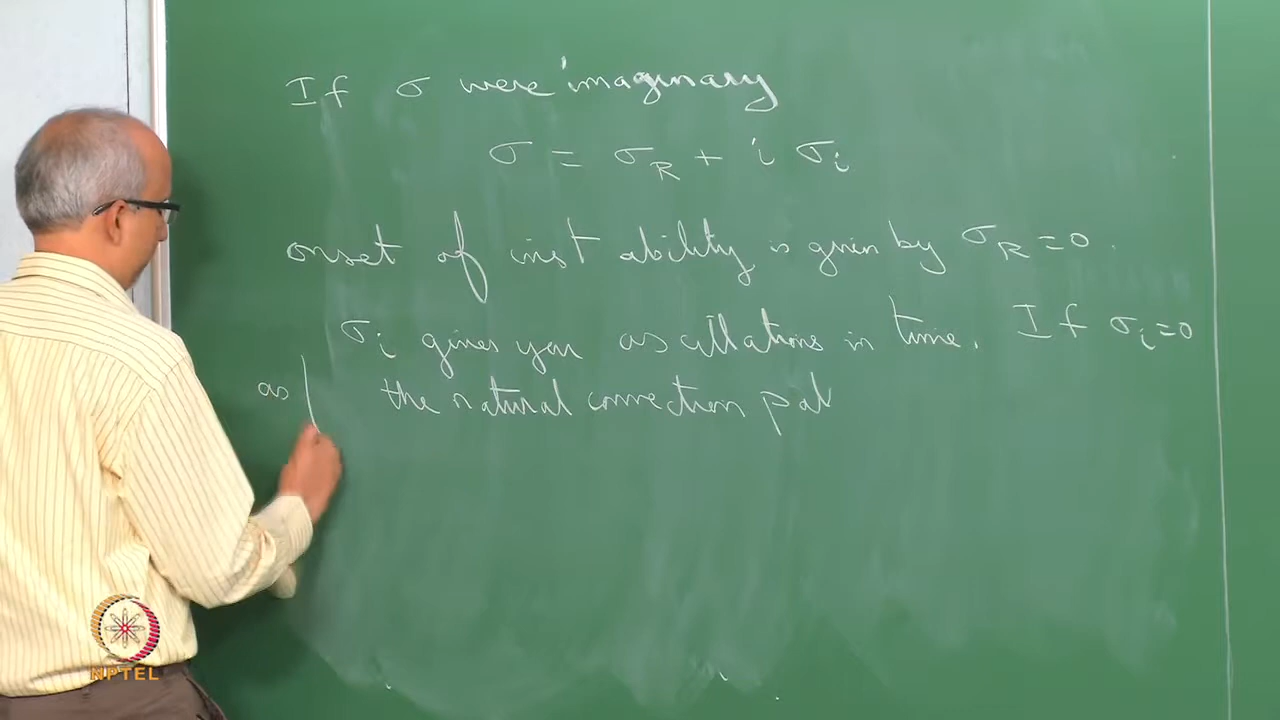 If σ were imaginary
σ = σ_R + i σ_i
onset of instability is given by σ_R = 0.
σ_i gives you oscillations in time. If σ_i = 0
as the natural convection pat
NPTEL